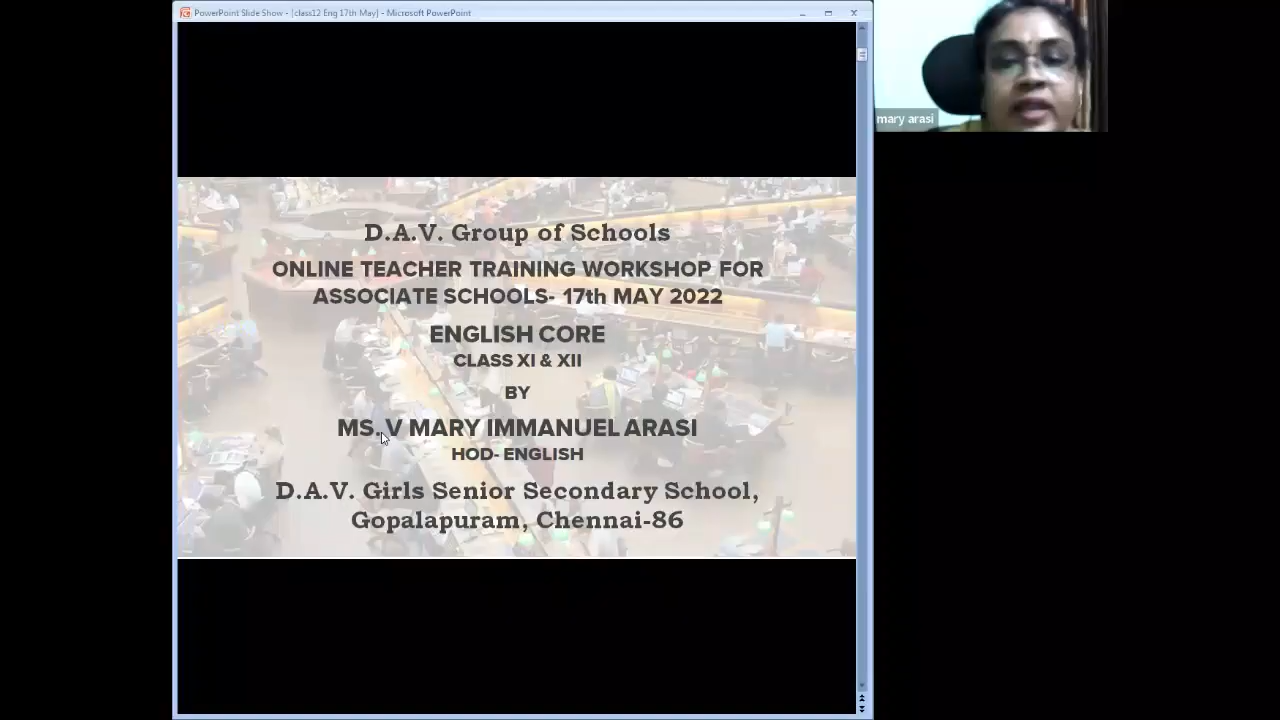 PowerPoint Slide Show - [class12 Eng 17th May] - Microsoft PowerPoint
mary arasi
D.A.V. Group of Schools
ONLINE TEACHER TRAINING WORKSHOP FOR
ASSOCIATE SCHOOLS- 17th MAY 2022
ENGLISH CORE
CLASS XI & XII
BY
MS. V MARY IMMANUEL ARASI
HOD- ENGLISH
D.A.V. Girls Senior Secondary School,
Gopalapuram, Chennai-86